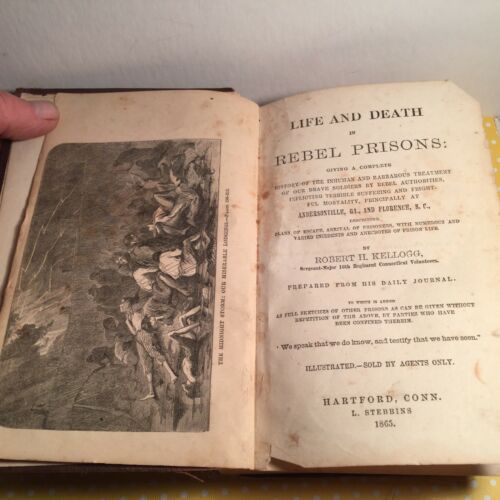 THE MIDNIGHT STORM: OUR MISERABLE LODGING.—PAGE
LIFE AND DEATH
IN
REBEL PRISONS:
GIVING A COMPLETE
HISTORY OF THE INHUMAN AND BARBAROUS TREATMENT
OF OUR BRAVE SOLDIERS BY REBEL AUTHORITIES,
INFLICTING TERRIBLE SUFFERING AND FRIGHT-
FUL MORTALITY, PRINCIPALLY AT
ANDERSONVILLE, GA., AND FLORENCE, S. C.,
DESCRIBING
PLANS OF ESCAPE, ARRIVAL OF PRISONERS, WITH NUMEROUS AND
VARIED INCIDENTS AND ANECDOTES OF PRISON LIFE.
BY
ROBERT H. KELLOGG,
Sergeant-Major 16th Regiment Connecticut Volunteers.
PREPARED FROM HIS DAILY JOURNAL.
TO WHICH IS ADDED
AS FULL SKETCHES OF OTHER PRISONS AS CAN BE GIVEN WITHOUT
REPETITION OF THE ABOVE, BY PARTIES WHO HAVE
BEEN CONFINED THEREIN.
"We speak that we do know, and testify that we have seen."
ILLUSTRATED.—SOLD BY AGENTS ONLY.
HARTFORD, CONN.
L. STEBBINS
1865.